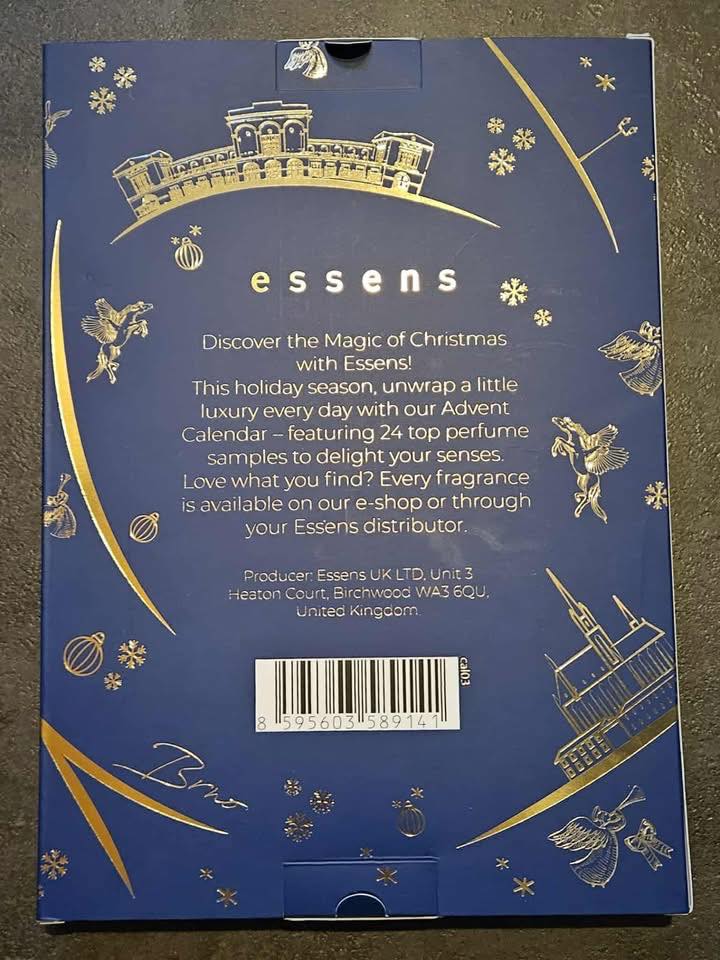 essens
Discover the Magic of Christmas
with Essens!
This holiday season, unwrap a little
luxury every day with our Advent
Calendar – featuring 24 top perfume
samples to delight your senses.
Love what you find? Every fragrance
is available on our e-shop or through
your Essens distributor.
Producer: Essens UK LTD, Unit 3
Heaton Court, Birchwood WA3 6QU,
United Kingdom.
cal03
8 595603 589141
Brno